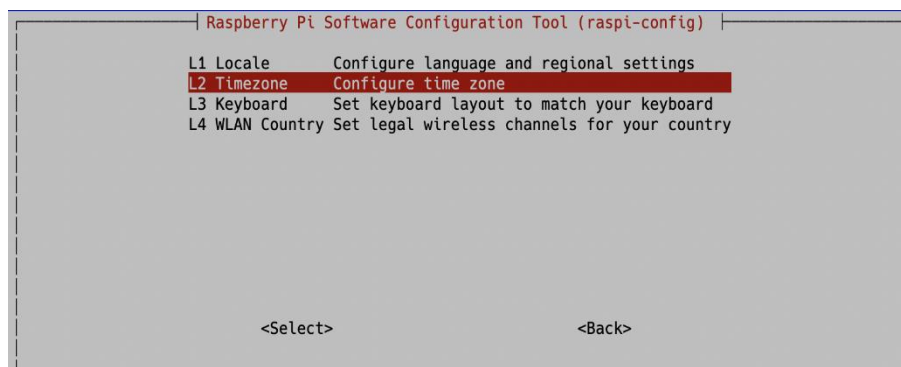 Raspberry Pi Software Configuration Tool (raspi-config)
L1 Locale Configure language and regional settings
L2 Timezone Configure time zone
L3 Keyboard Set keyboard layout to match your keyboard
L4 WLAN Country Set legal wireless channels for your country
<Select> <Back>